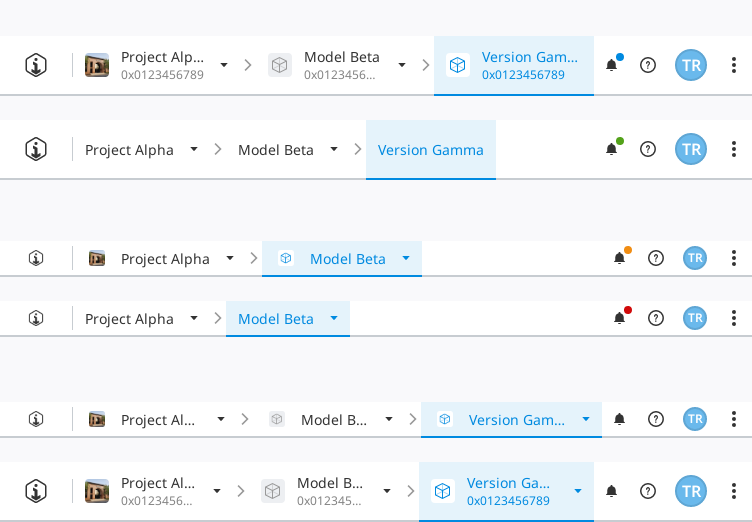 Project Alp... Model Beta Version Gam... TR
0x0123456789 0x0123456... 0x0123456789
Project Alpha Model Beta Version Gamma TR
Project Alpha Model Beta TR
Project Alpha Model Beta TR
Project Al... Model B... Version Gam... TR
Project Al... Model B... Version Ga... TR
0x0123456... 0x012345... 0x0123456789